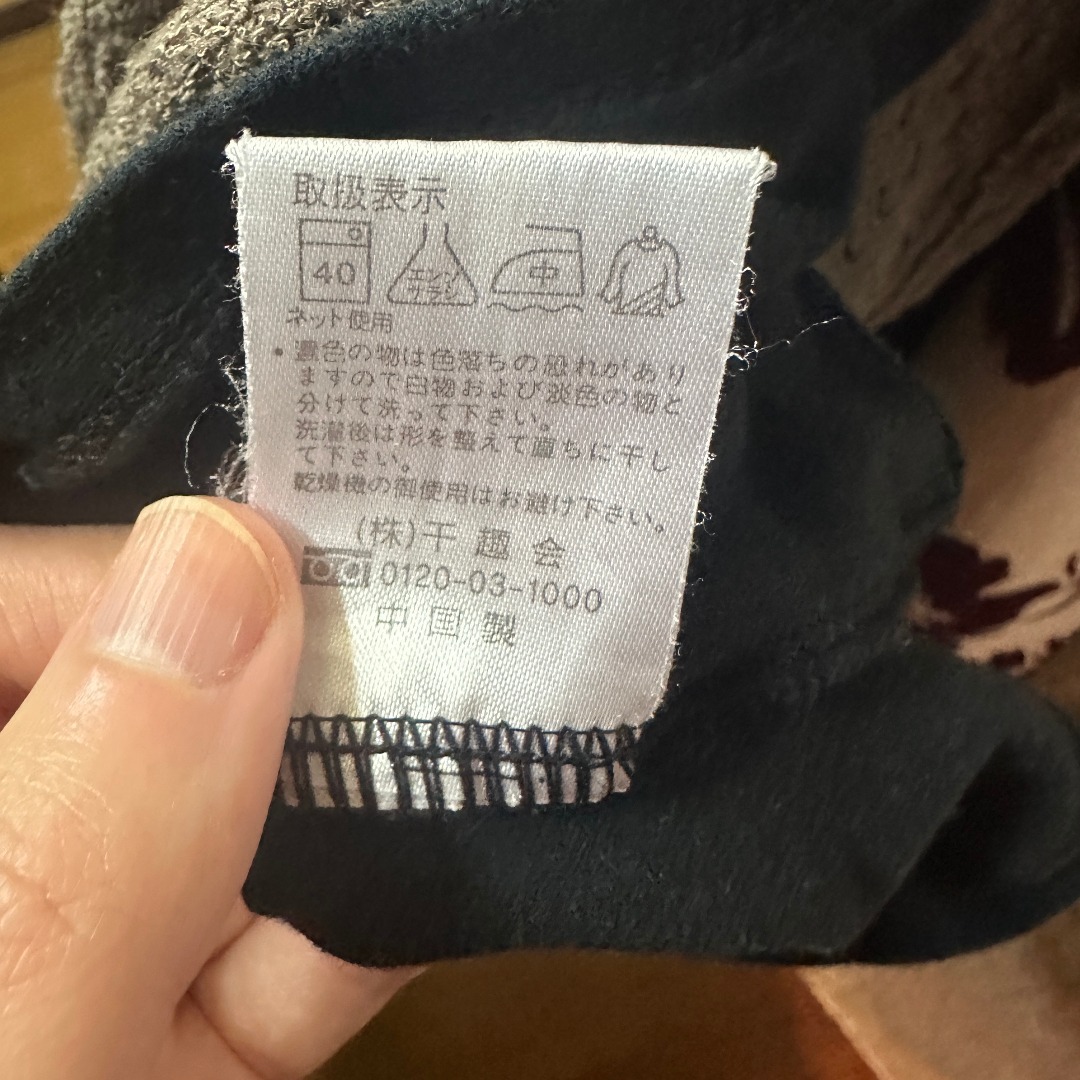 取扱表示
40
エンソ
サラシ
中
ネット使用
・濃色の物は色落ちの恐れがあり
ますので白物および淡色の物と
分けて洗って下さい。
洗濯後は形を整えて直ちに干し
て下さい。
乾燥機の御使用はお避け下さい。
(株)千趣会
0120-03-1000
中国製